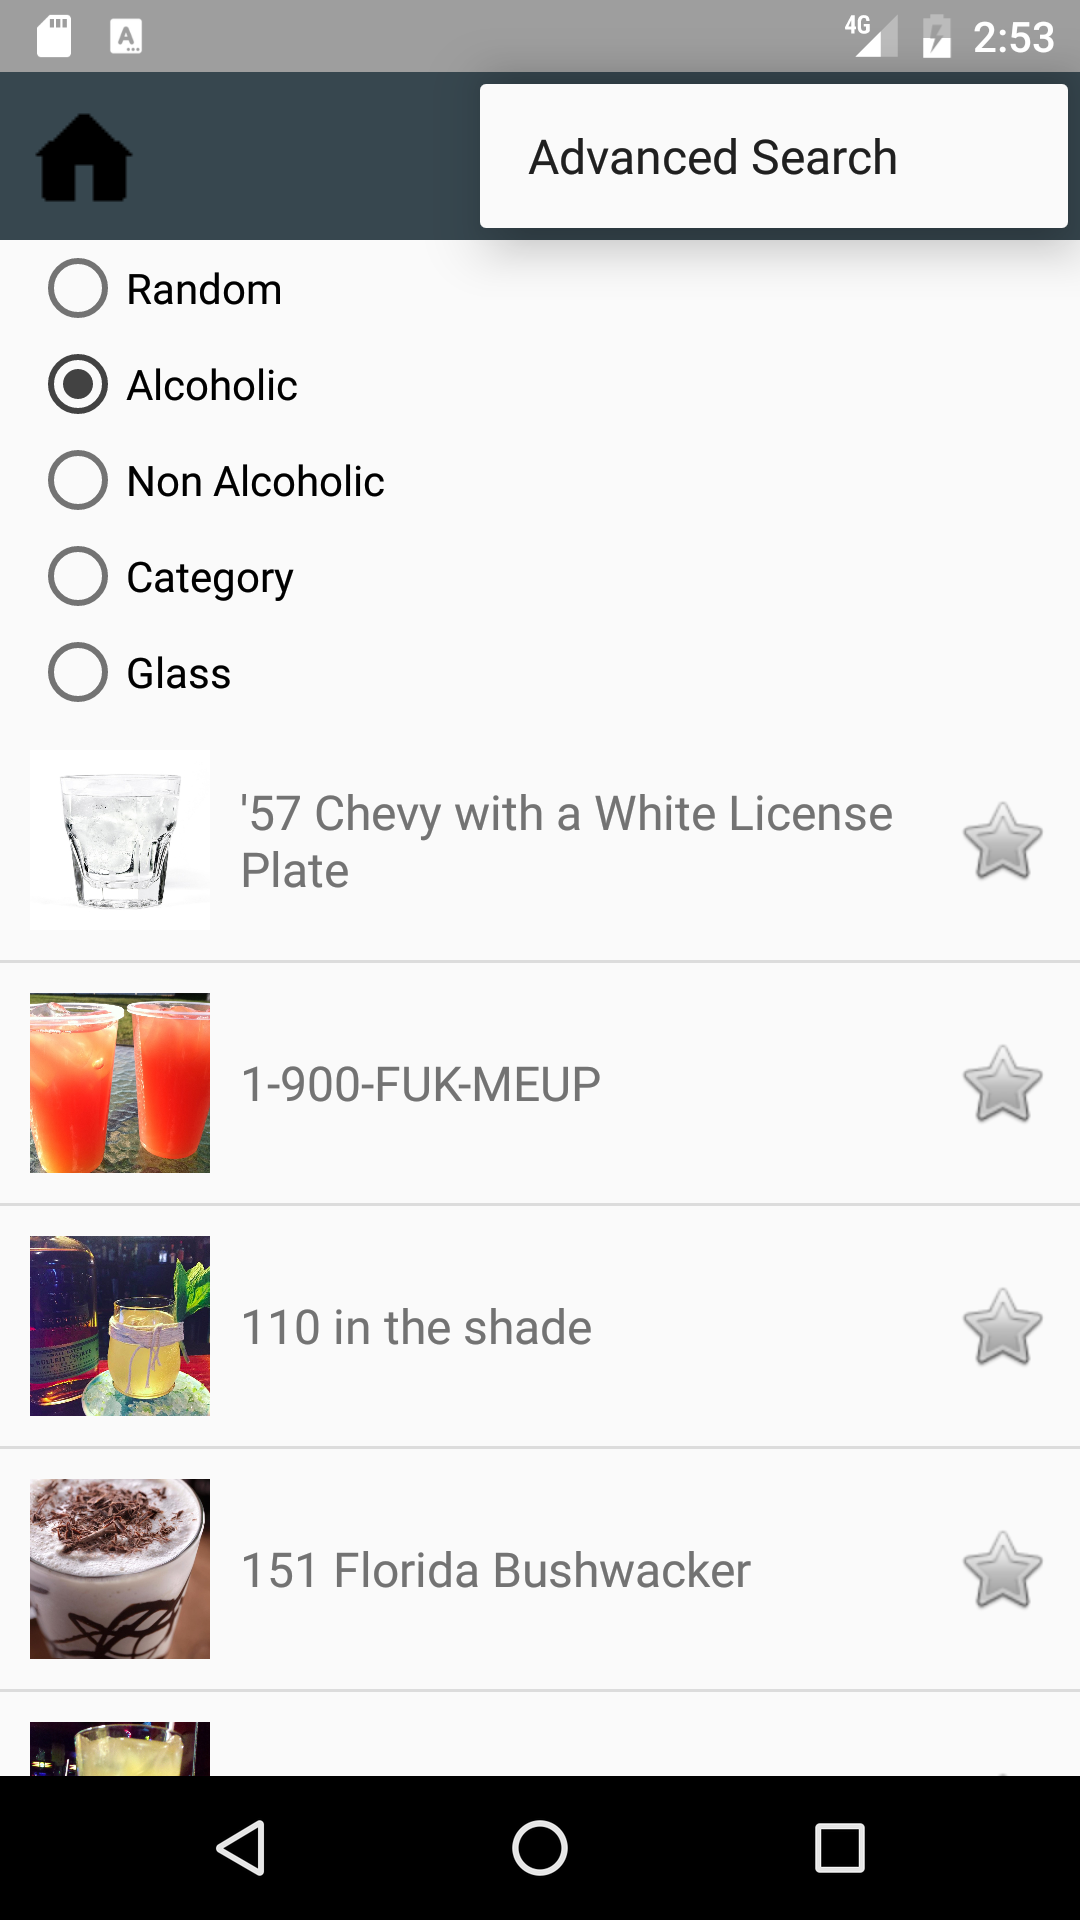 4G 2:53
Advanced Search
Random
Alcoholic
Non Alcoholic
Category
Glass
'57 Chevy with a White License
Plate
1-900-FUK-MEUP
110 in the shade
151 Florida Bushwacker